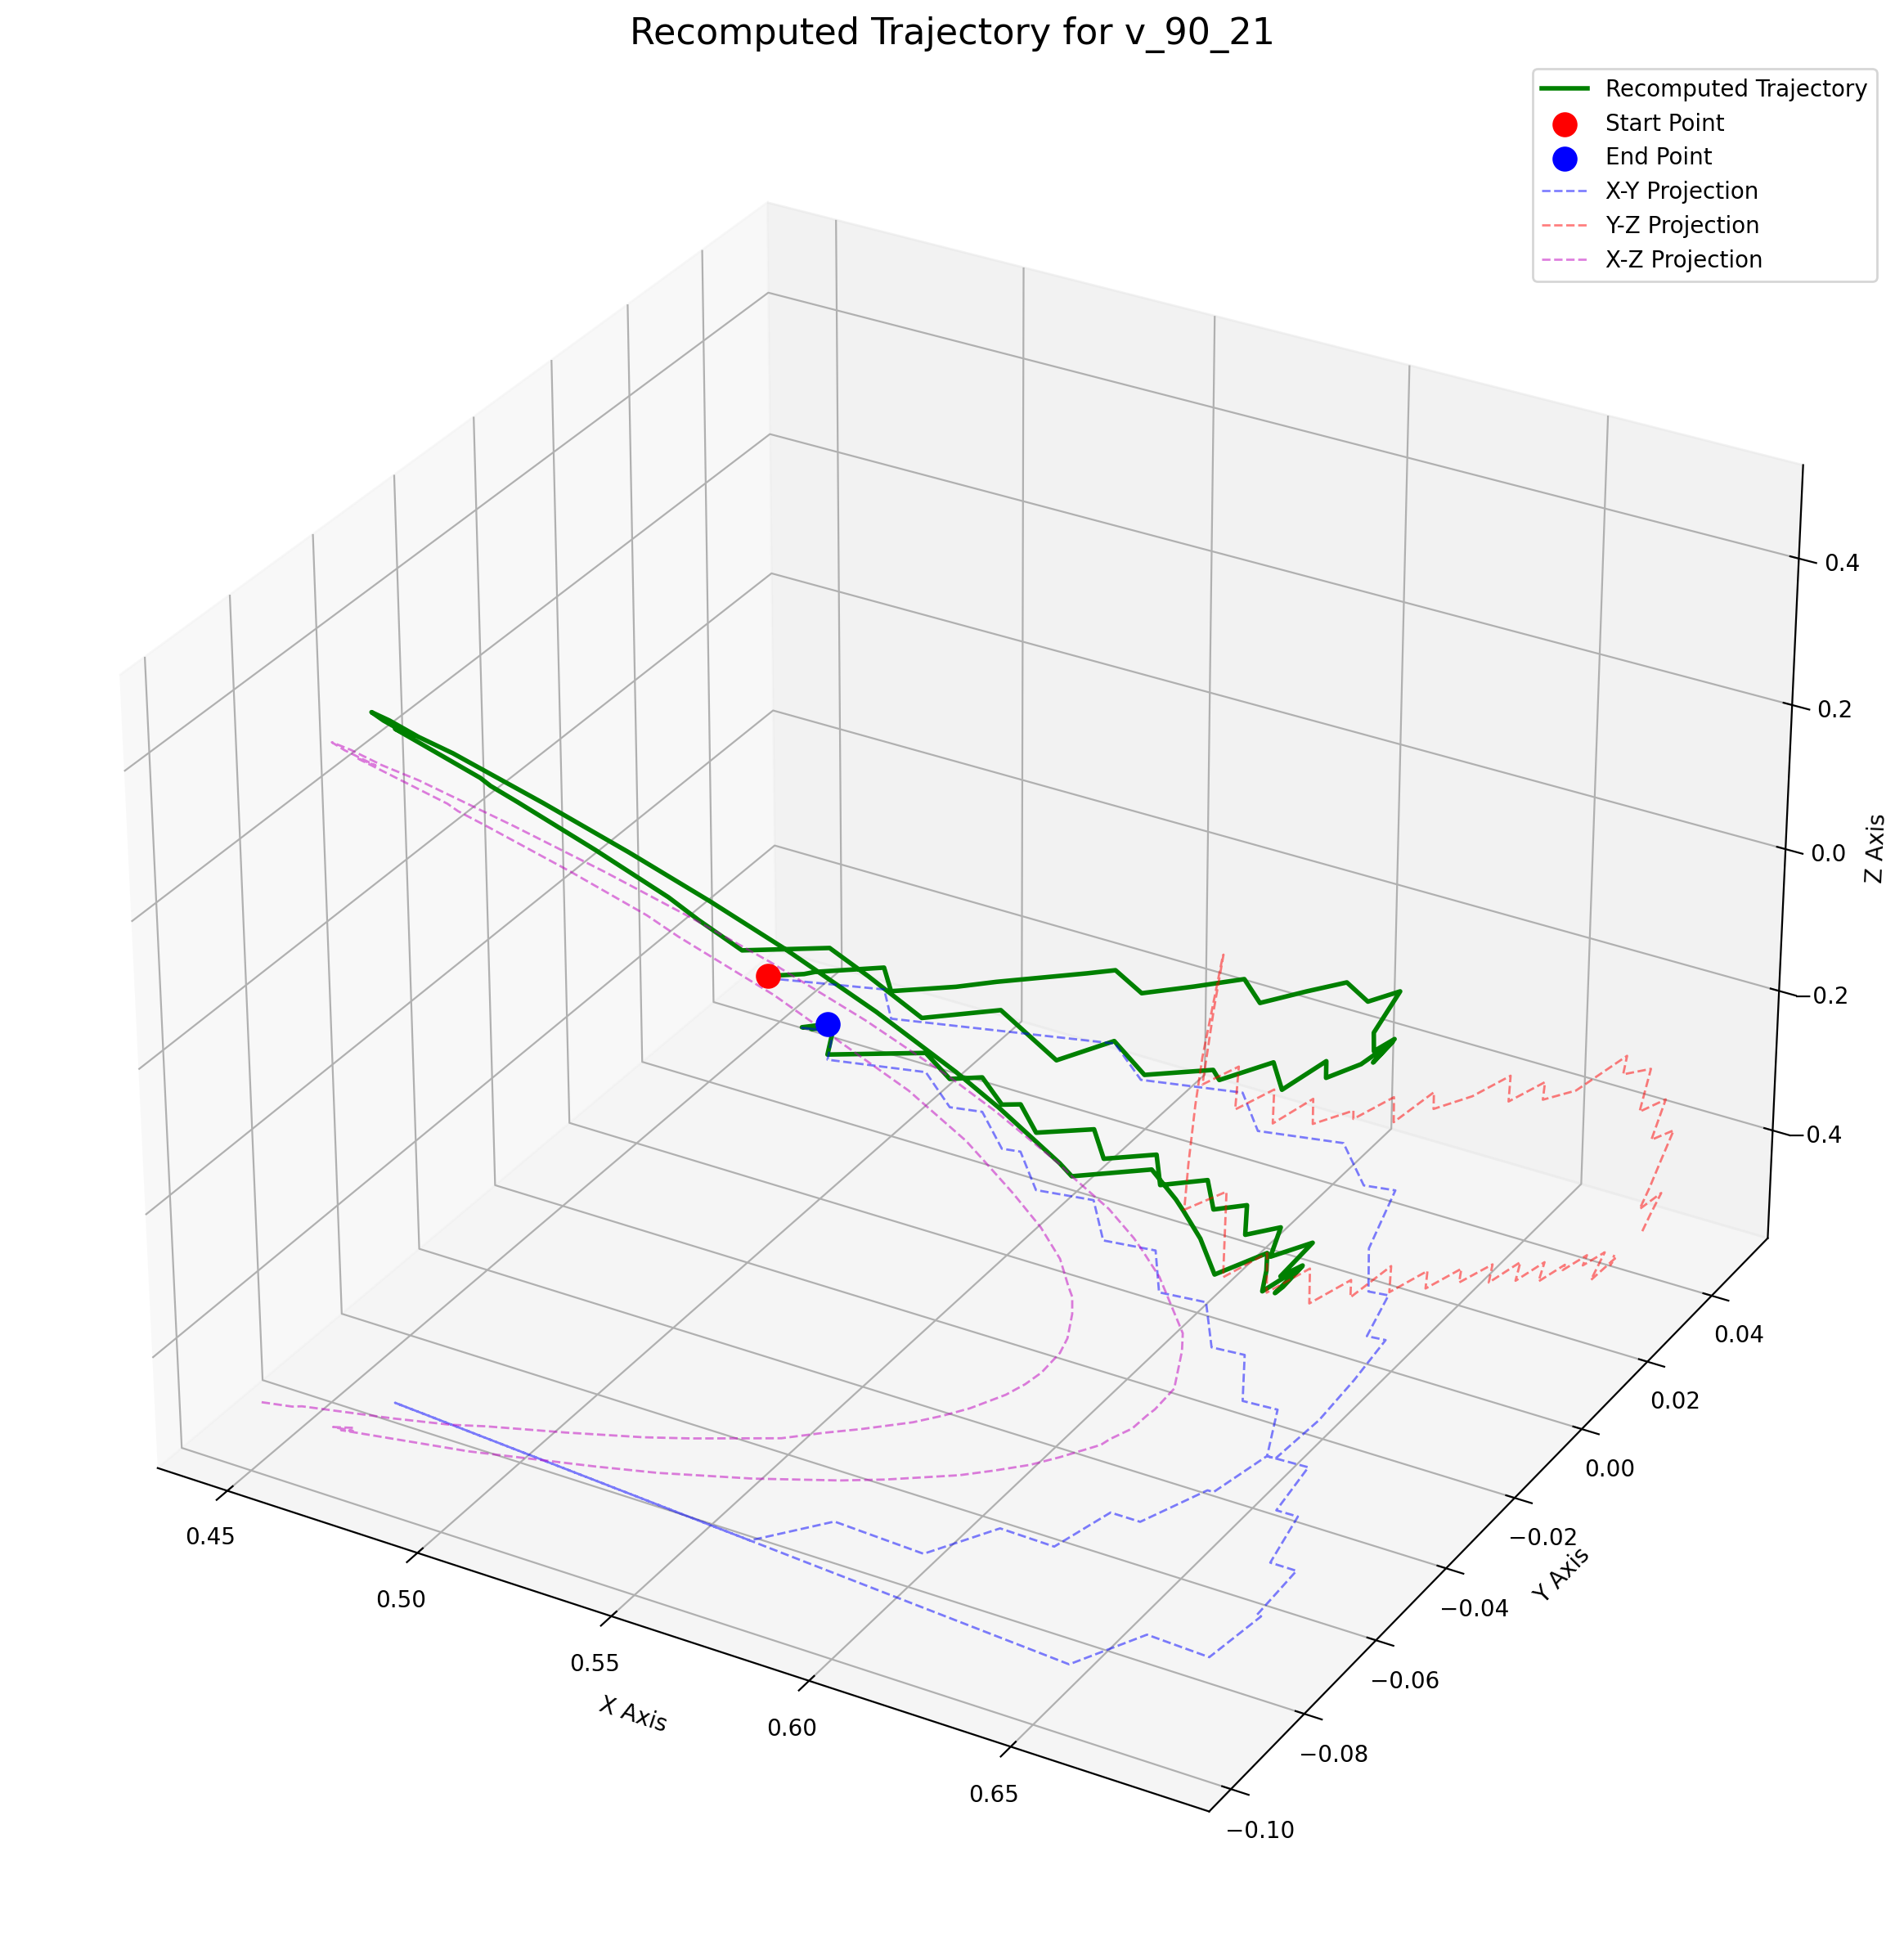 Recomputed Trajectory for v_90_21
Recomputed Trajectory
Start Point
End Point
X-Y Projection
Y-Z Projection
X-Z Projection
0.4
0.2
0.0
−0.2
−0.4
Z Axis
0.04
0.02
0.00
−0.02
−0.04
−0.06
−0.08
−0.10
Y Axis
0.45
0.50
0.55
0.60
0.65
X Axis